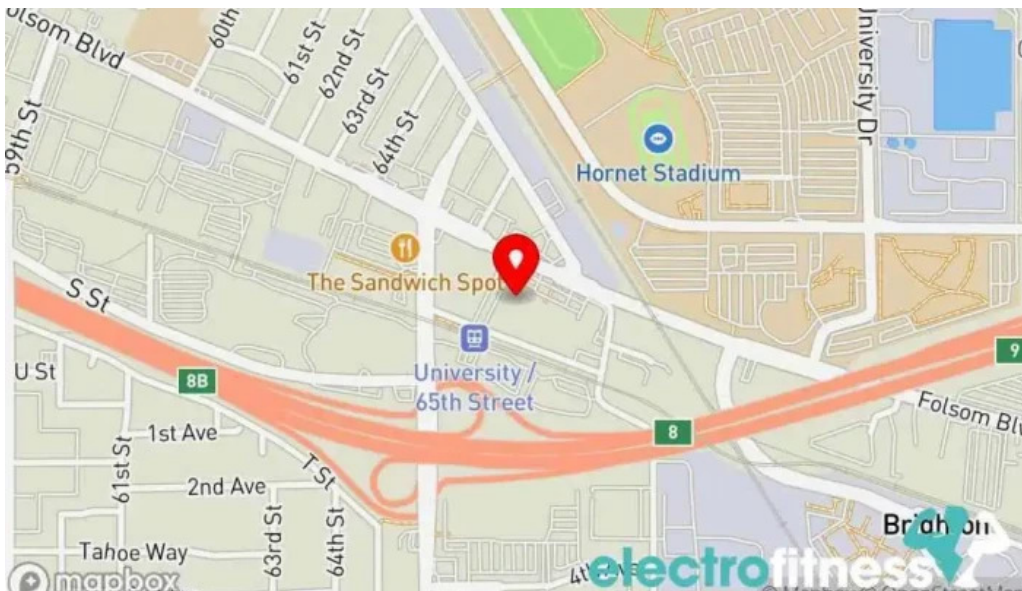 Folsom Blvd
60th
61st St
62nd St
63rd St
64th St
59th St
University Dr
Hornet Stadium
The Sandwich Spot
S St
University /
65th Street
U St
8B
8
9
Folsom Blv
1st Ave
61st St
2nd Ave
T St
63rd St
64th St
Tahoe Way
Brighton
mapbox
electrofitness